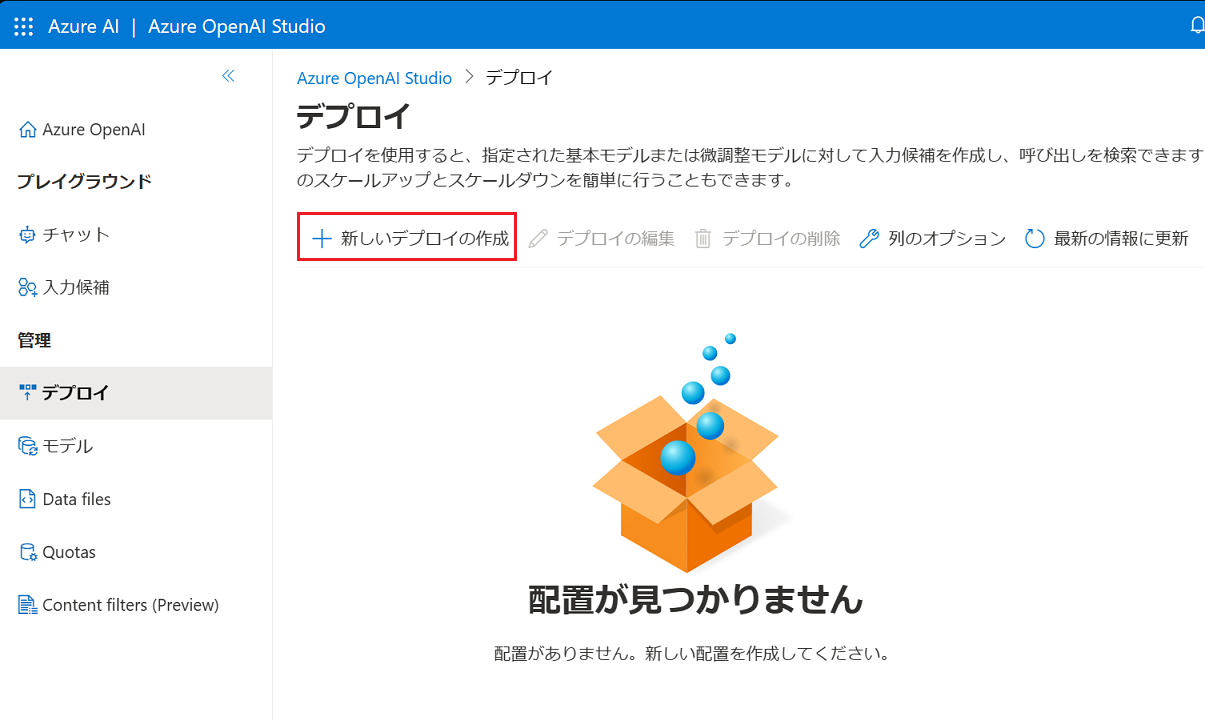 Azure AI | Azure OpenAI Studio
Azure OpenAI Studio > デプロイ
デプロイ
デプロイを使用すると、指定された基本モデルまたは微調整モデルに対して入力候補を作成し、呼び出しを検索できます
のスケールアップとスケールダウンを簡単に行うこともできます。
新しいデプロイの作成 デプロイの編集 デプロイの削除 列のオプション 最新の情報に更新
Azure OpenAI
プレイグラウンド
チャット
入力候補
管理
デプロイ
モデル
Data files
Quotas
Content filters (Preview)
配置が見つかりません
配置がありません。新しい配置を作成してください。